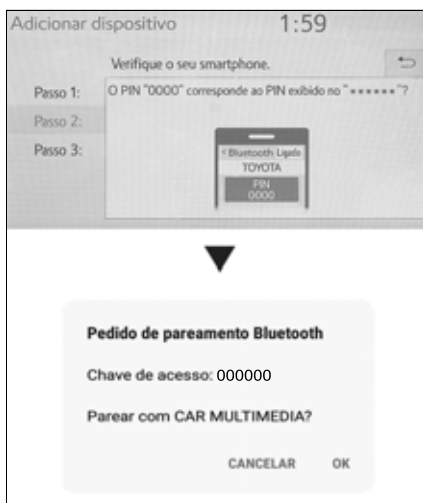 Adicionar dispositivo 1:59
Verifique o seu smartphone.
Passo 1:
O PIN "0000" corresponde ao PIN exibido no "******"?
Passo 2:
Passo 3:
< Bluetooth Ligado
TOYOTA
PIN
0000
Pedido de pareamento Bluetooth
Chave de acesso: 000000
Parear com CAR MULTIMEDIA?
CANCELAR OK